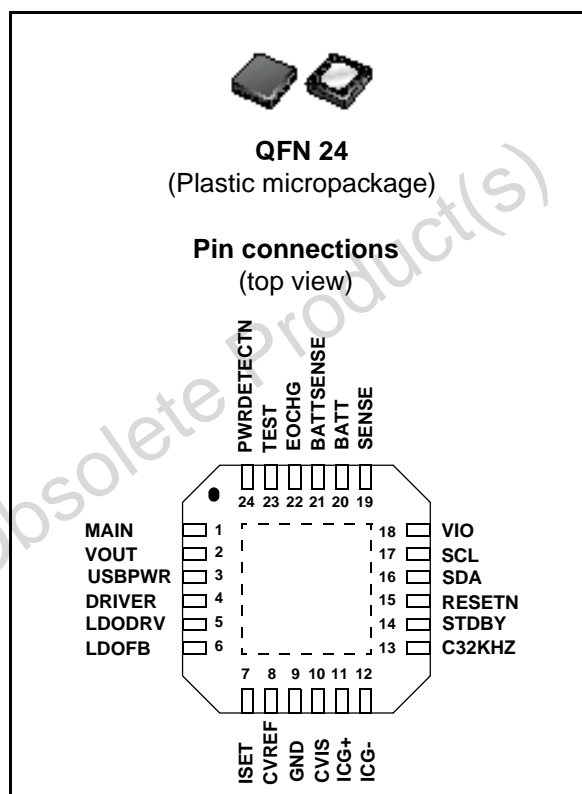 QFN 24
(Plastic micropackage)
Pin connections
(top view)
PWRDETECTN
TEST
EOCHG
BATTSENSE
BATT
SENSE
24 23 22 21 20 19
MAIN 1
VOUT 2
USBPWR 3
DRIVER 4
LDODRV 5
LDOFB 6
18 VIO
17 SCL
16 SDA
15 RESETN
14 STDBY
13 C32KHZ
7 8 9 10 11 12
ISET
CVREF
GND
CVIS
ICG+
ICG-
obsolete Product(s)